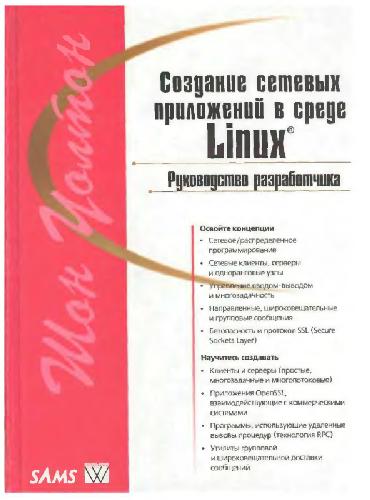 Шон Уолтон
Создание сетевых
приложений в среде
Linux®
Руководство разработчика
Освойте концепции
• Сетевое/распределенное
программирование
• Сетевые клиенты, серверы
и одноранговые узлы
• Управление вводом-выводом
и многозадачность
• Направленные, широковещательные
и групповые сообщения
• Безопасность и протокол SSL (Secure
Sockets Layer)
Научитесь создавать
• Клиенты и серверы (простые,
многозадачные и многопотоковые)
• Приложения OpenSSL,
взаимодействующие с коммерческими
системами
• Программы, использующие удаленные
вызовы процедур (технология RPC)
• Утилиты групповой
и широковещательной доставки
сообщений
SAMS W